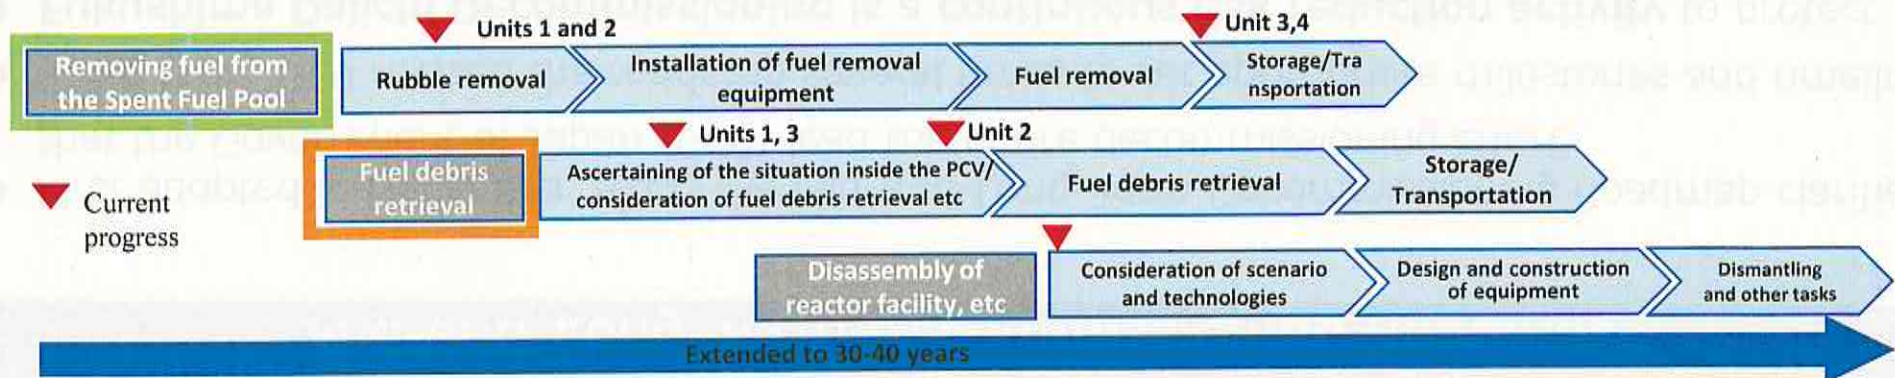 Units 1 and 2
Unit 3,4
Removing fuel from
the Spent Fuel Pool
Rubble removal
Installation of fuel removal
equipment
Fuel removal
Storage/Tra
nsportation
Units 1, 3
Unit 2
Fuel debris
retrieval
Ascertaining of the situation inside the PCV/
consideration of fuel debris retrieval etc
Fuel debris retrieval
Storage/
Transportation
Current
progress
Disassembly of
reactor facility, etc
Consideration of scenario
and technologies
Design and construction
of equipment
Dismantling
and other tasks
Extended to 30-40 years